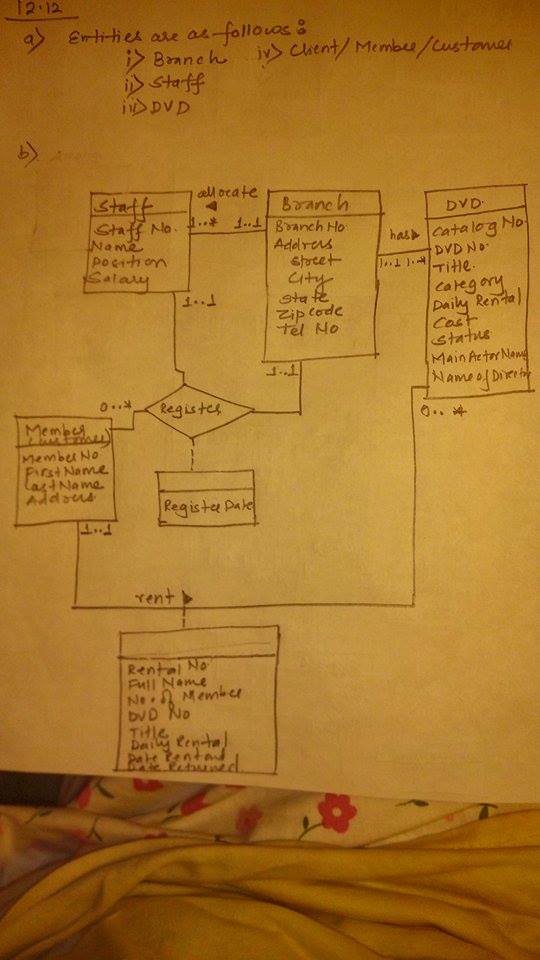 12.12
a) Entities are as follows :
i) Branch
iv) Client/Member/Customer
ii) Staff
iii) DVD
b)
Staff
Staff No.
Name
Position
Salary
allocate
1..*
1..1
Branch
Branch No
Address
Street
City
State
Zipcode
Tel No
has
1..1
1..*
DVD
Catalog No
DVD No.
Title.
Category
Daily Rental
Cost
Status
Main Actor Name
Name of Director
1..1
1..1
0..*
Register
0..*
Member
(customer)
Member No
First Name
Last Name
Address
Register Date
1..1
rent
Rental No
Full Name
No. of Member
DVD No
Title
Daily Rental
Date Rented
Date Returned